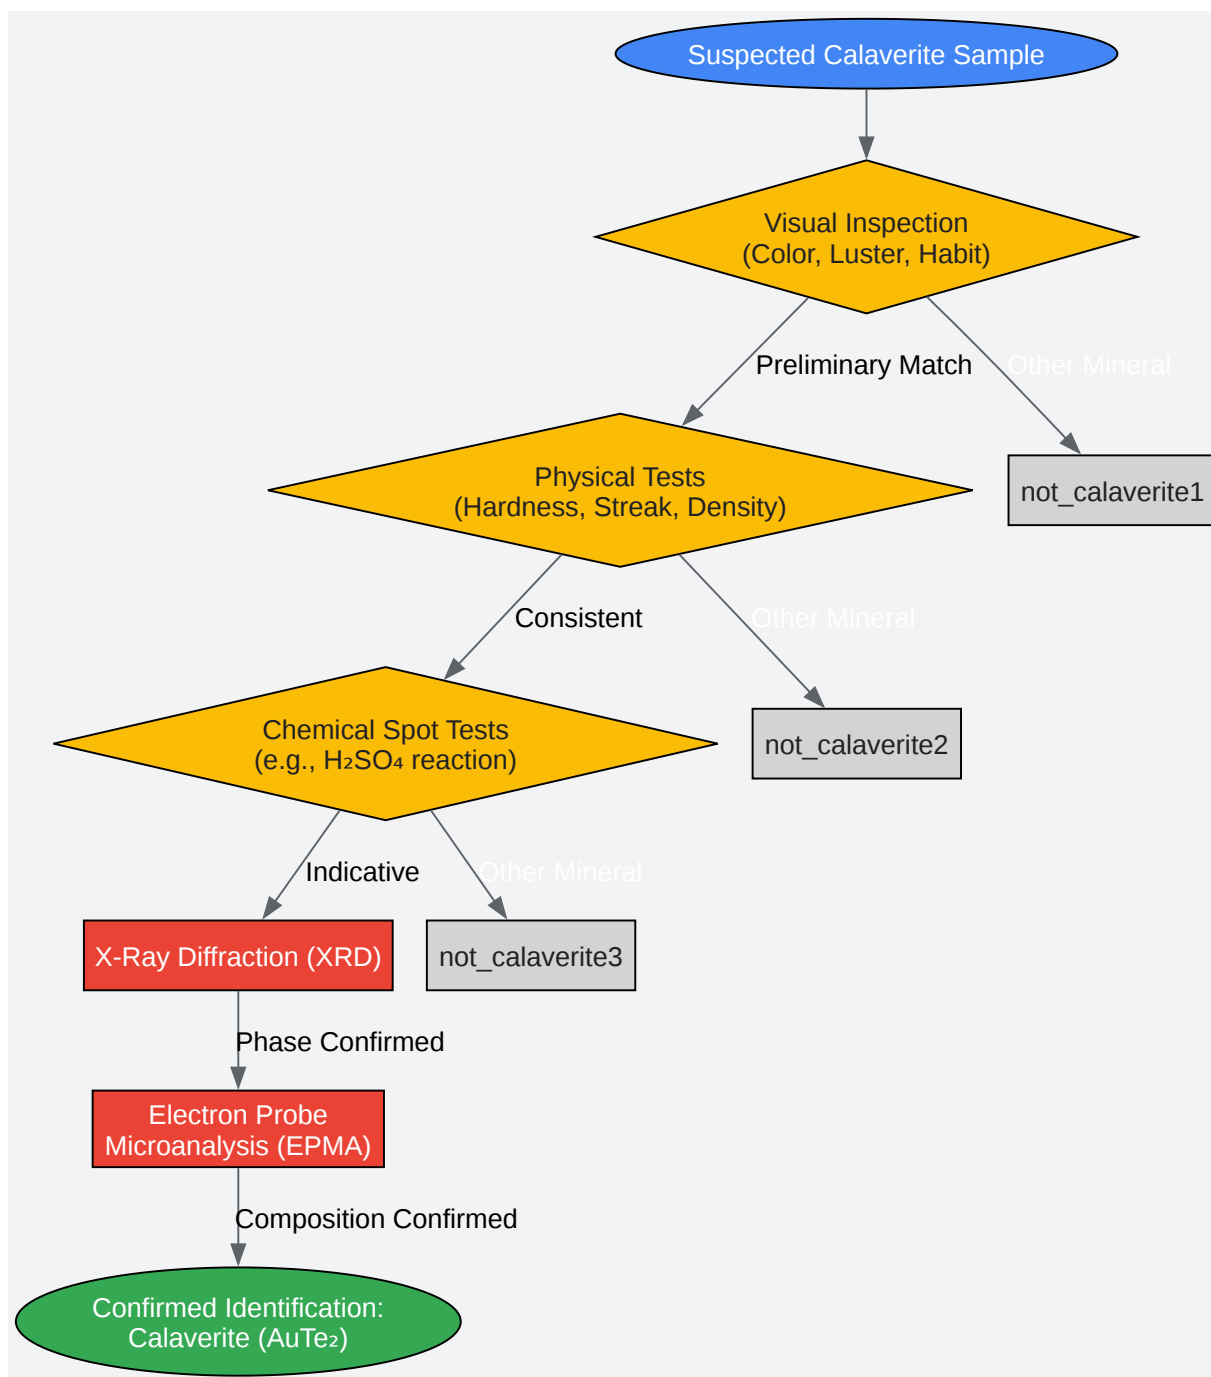 Suspected Calaverite Sample
Visual Inspection
(Color, Luster, Habit)
Preliminary Match
Other Mineral
Physical Tests
(Hardness, Streak, Density)
not_calaverite1
Consistent
Other Mineral
Chemical Spot Tests
(e.g., H₂SO₄ reaction)
not_calaverite2
Indicative
Other Mineral
X-Ray Diffraction (XRD)
not_calaverite3
Phase Confirmed
Electron Probe
Microanalysis (EPMA)
Composition Confirmed
Confirmed Identification:
Calaverite (AuTe₂)